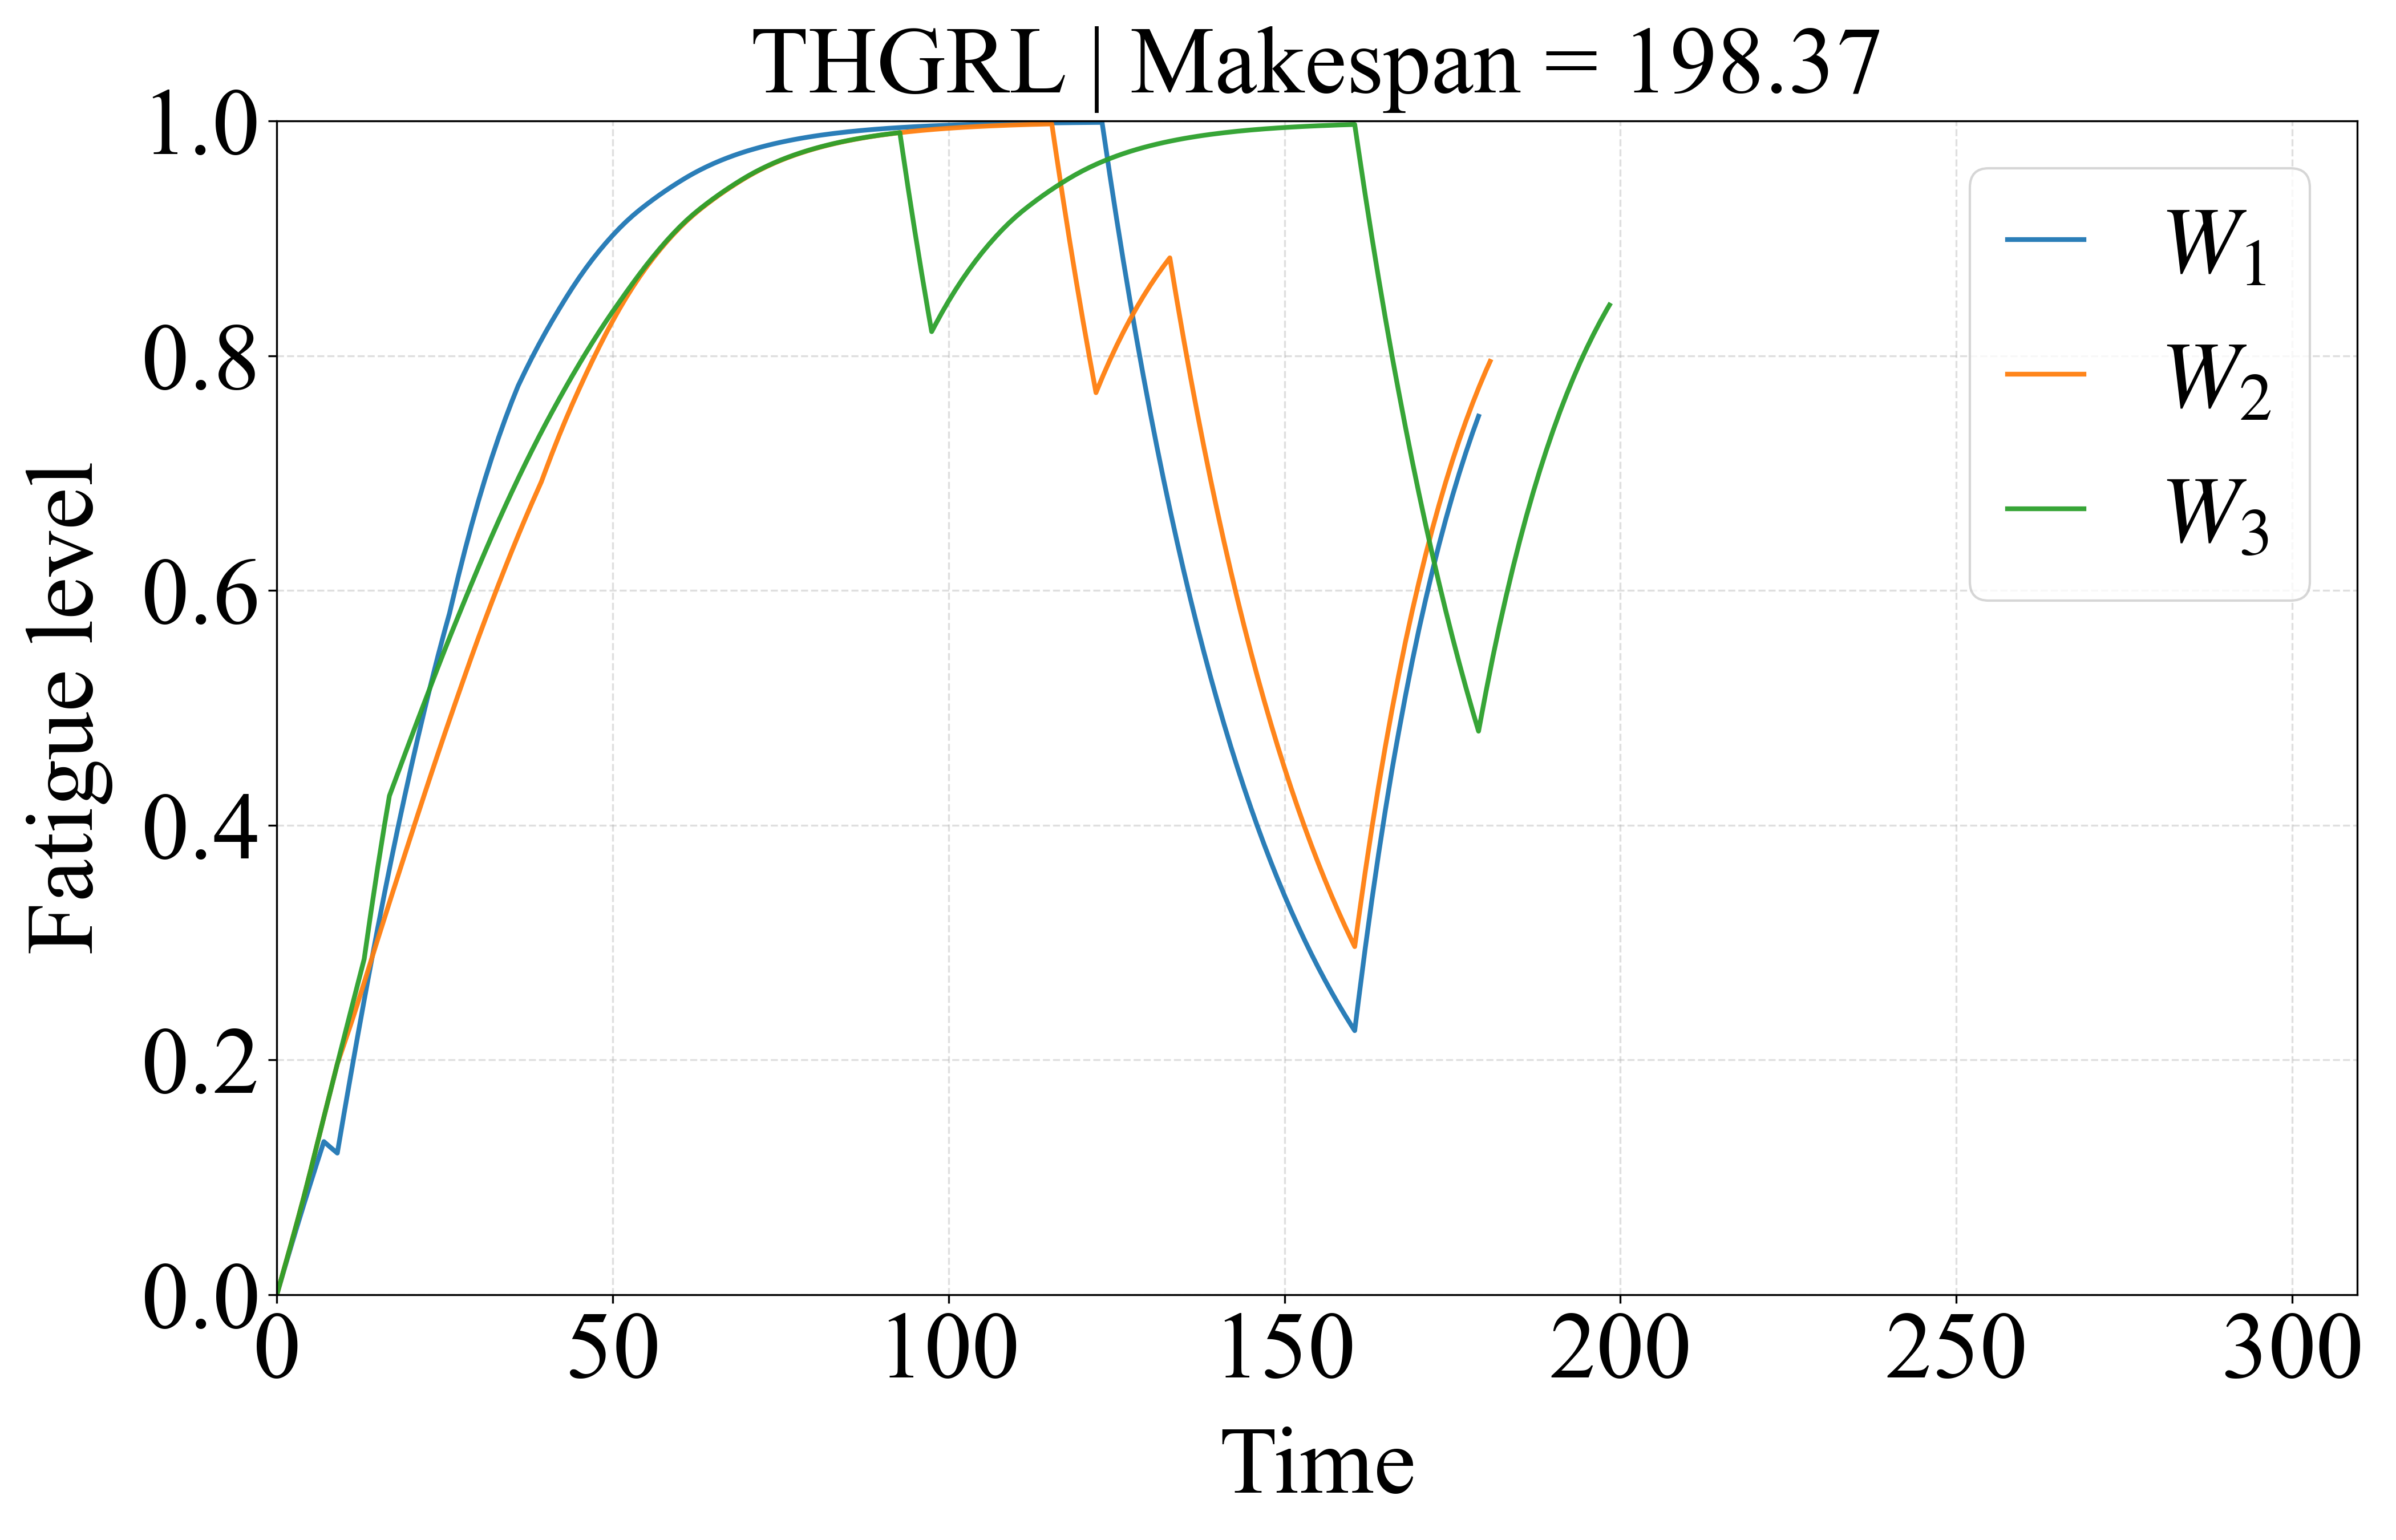 THGRL | Makespan = 198.37
Fatigue level
1.0
0.8
0.6
0.4
0.2
0.0
0 50 100 150 200 250 300
Time
W₁
W₂
W₃